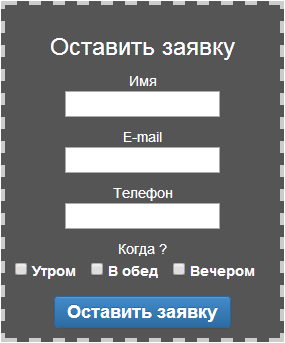 Оставить заявку
Имя
E-mail
Телефон
Когда ?
Утром В обед Вечером
Оставить заявку